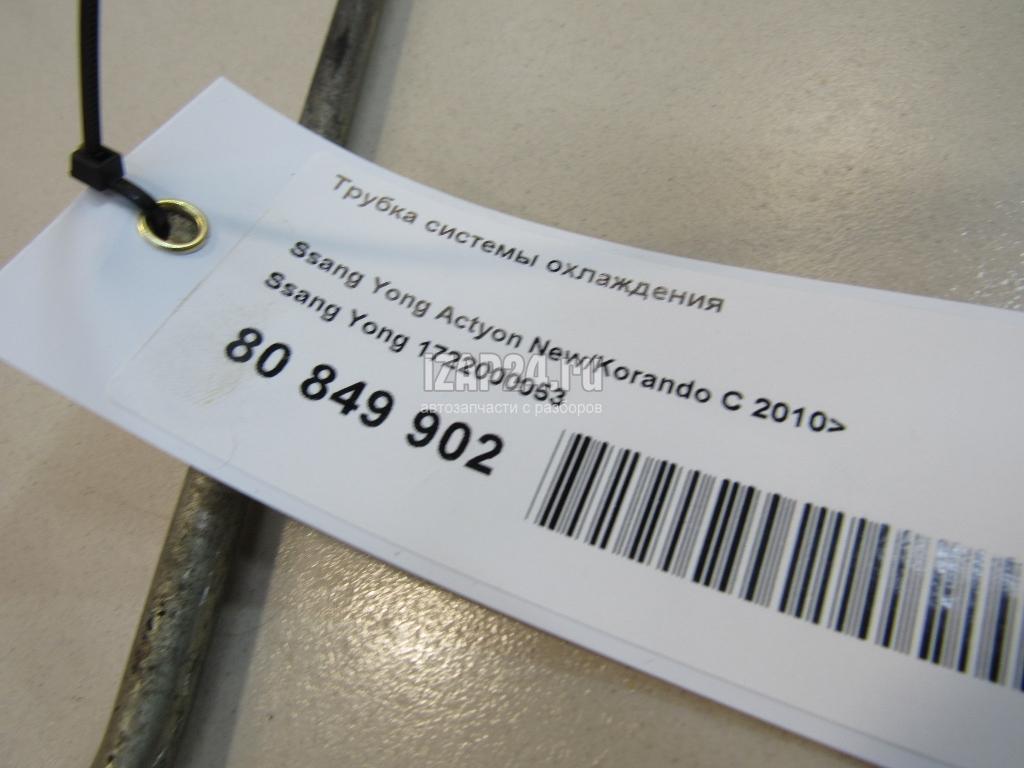 Трубка системы охлаждения
Ssang Yong Actyon New/Korando C 2010>
Ssang Yong 1722000053
80 849 902
IZAP24.ru
автозапчасти с разборов